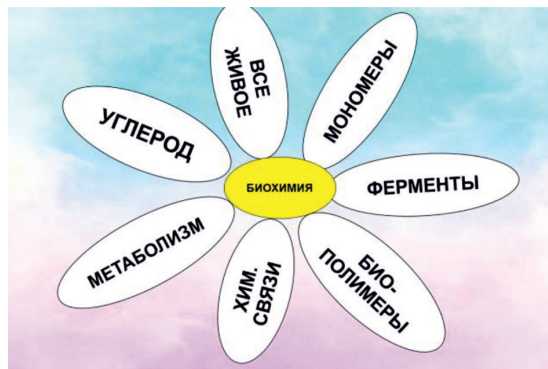 ВСЕ
ЖИВОЕ
МОНОМЕРЫ
УГЛЕРОД
БИОХИМИЯ
ФЕРМЕНТЫ
МЕТАБОЛИЗМ
ХИМ.
СВЯЗИ
БИО-
ПОЛИМЕРЫ